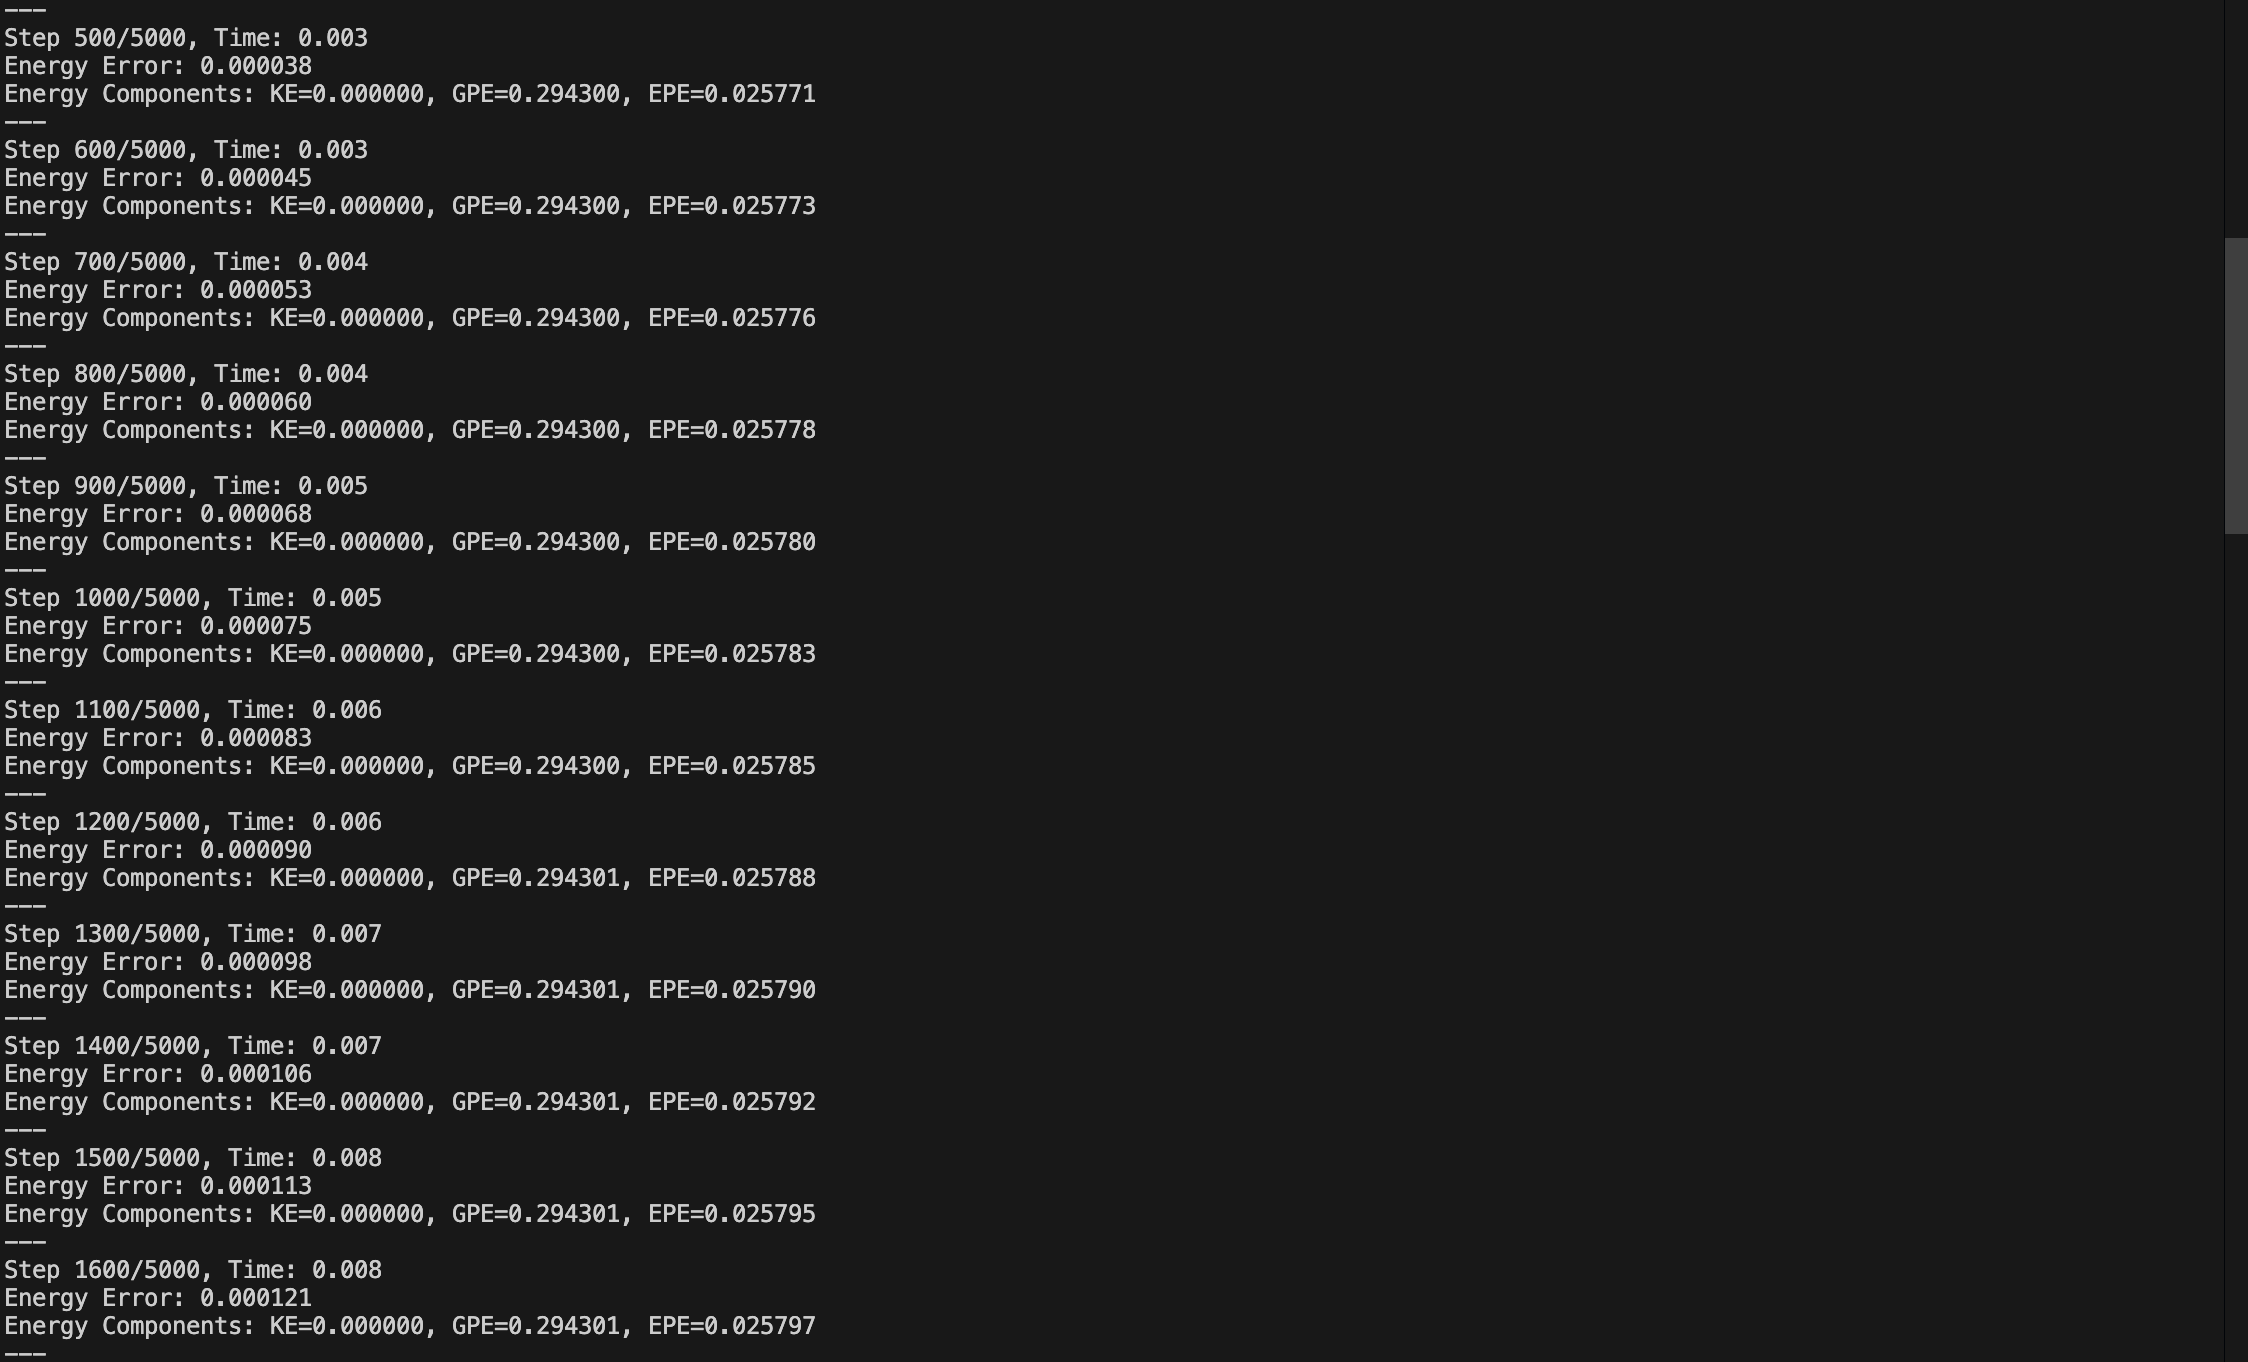 ---
Step 500/5000, Time: 0.003
Energy Error: 0.000038
Energy Components: KE=0.000000, GPE=0.294300, EPE=0.025771
---
Step 600/5000, Time: 0.003
Energy Error: 0.000045
Energy Components: KE=0.000000, GPE=0.294300, EPE=0.025773
---
Step 700/5000, Time: 0.004
Energy Error: 0.000053
Energy Components: KE=0.000000, GPE=0.294300, EPE=0.025776
---
Step 800/5000, Time: 0.004
Energy Error: 0.000060
Energy Components: KE=0.000000, GPE=0.294300, EPE=0.025778
---
Step 900/5000, Time: 0.005
Energy Error: 0.000068
Energy Components: KE=0.000000, GPE=0.294300, EPE=0.025780
---
Step 1000/5000, Time: 0.005
Energy Error: 0.000075
Energy Components: KE=0.000000, GPE=0.294300, EPE=0.025783
---
Step 1100/5000, Time: 0.006
Energy Error: 0.000083
Energy Components: KE=0.000000, GPE=0.294300, EPE=0.025785
---
Step 1200/5000, Time: 0.006
Energy Error: 0.000090
Energy Components: KE=0.000000, GPE=0.294301, EPE=0.025788
---
Step 1300/5000, Time: 0.007
Energy Error: 0.000098
Energy Components: KE=0.000000, GPE=0.294301, EPE=0.025790
---
Step 1400/5000, Time: 0.007
Energy Error: 0.000106
Energy Components: KE=0.000000, GPE=0.294301, EPE=0.025792
---
Step 1500/5000, Time: 0.008
Energy Error: 0.000113
Energy Components: KE=0.000000, GPE=0.294301, EPE=0.025795
---
Step 1600/5000, Time: 0.008
Energy Error: 0.000121
Energy Components: KE=0.000000, GPE=0.294301, EPE=0.025797
---